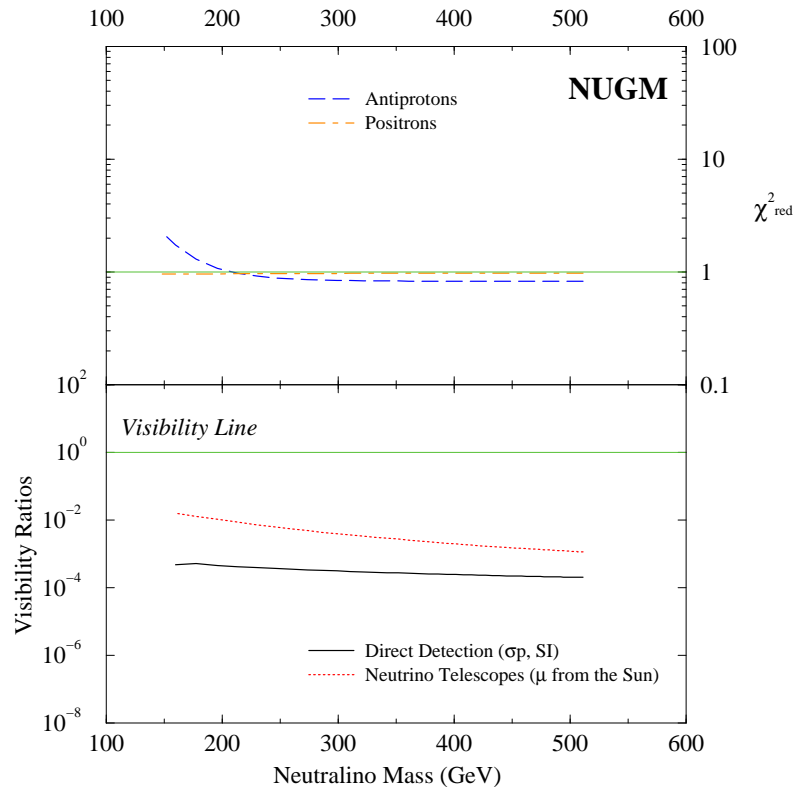 100 200 300 400 500 600
100
NUGM
Antiprotons
Positrons
10
χ²red
1
10² 0.1
Visibility Line
10⁰
10⁻²
Visibility Ratios
10⁻⁴
Direct Detection (σp, SI)
10⁻⁶
Neutrino Telescopes (μ from the Sun)
10⁻⁸
100 200 300 400 500 600
Neutralino Mass (GeV)